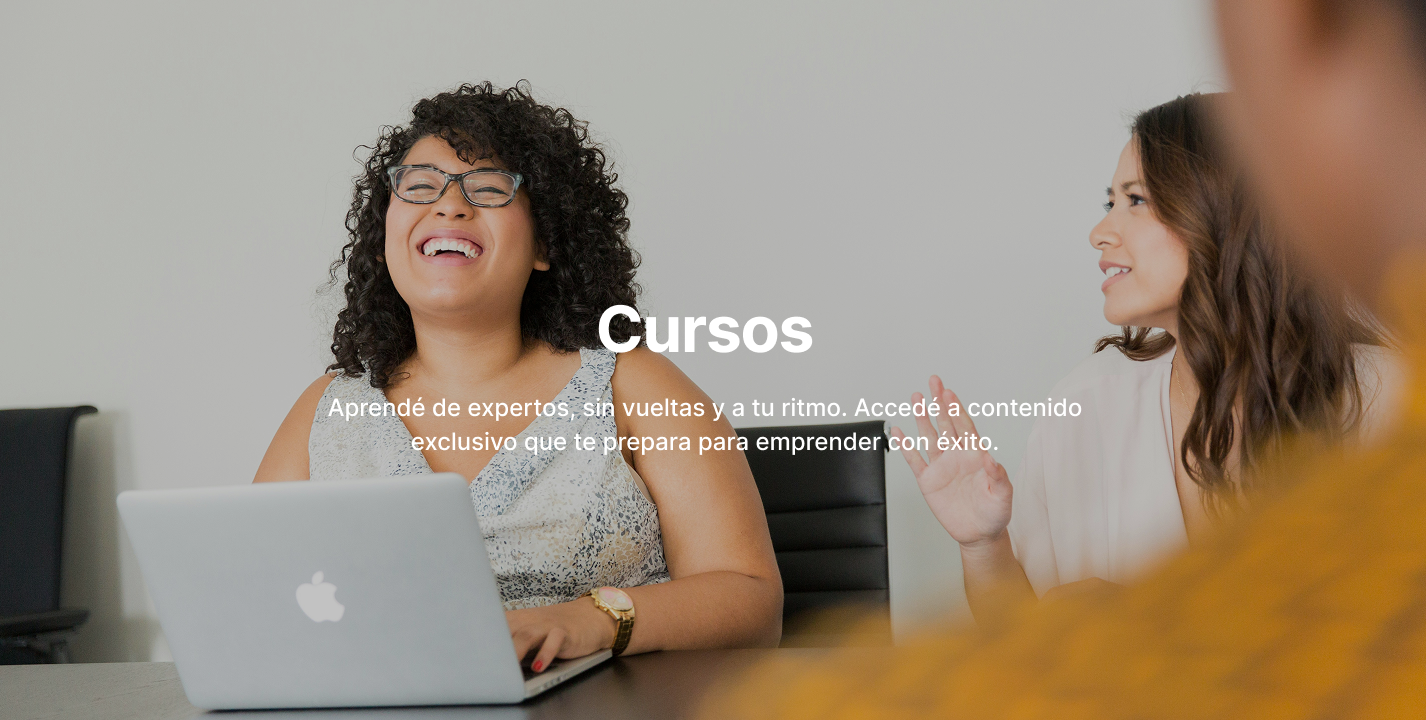 Cursos
Aprendé de expertos, sin vueltas y a tu ritmo. Accedé a contenido
exclusivo que te prepara para emprender con éxito.